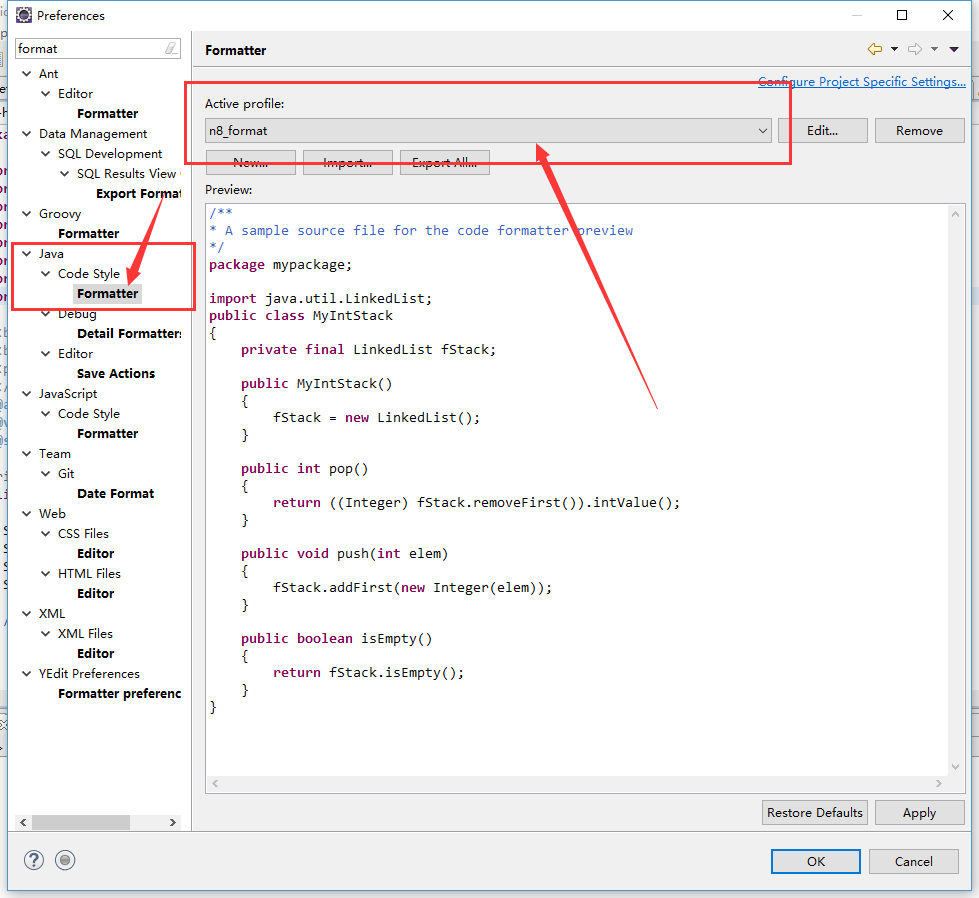 Preferences
format
Ant
Editor
Formatter
Data Management
SQL Development
SQL Results View
Export Format
Groovy
Formatter
Java
Code Style
Formatter
Debug
Detail Formatters
Editor
Save Actions
JavaScript
Code Style
Formatter
Team
Git
Date Format
Web
CSS Files
Editor
HTML Files
Editor
XML
XML Files
Editor
YEdit Preferences
Formatter preferenc
Formatter
Configure Project Specific Settings...
Active profile:
n8_format Edit... Remove
New... Import... Export All...
Preview:
/**
* A sample source file for the code formatter preview
*/
package mypackage;
import java.util.LinkedList;
public class MyIntStack
{
private final LinkedList fStack;
public MyIntStack()
{
fStack = new LinkedList();
}
public int pop()
{
return ((Integer) fStack.removeFirst()).intValue();
}
public void push(int elem)
{
fStack.addFirst(new Integer(elem));
}
public boolean isEmpty()
{
return fStack.isEmpty();
}
}
Restore Defaults Apply
OK Cancel